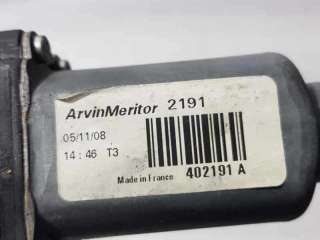 ArvinMeritor 2191
05/11/08
14:46 T3
Made in France 402191 A